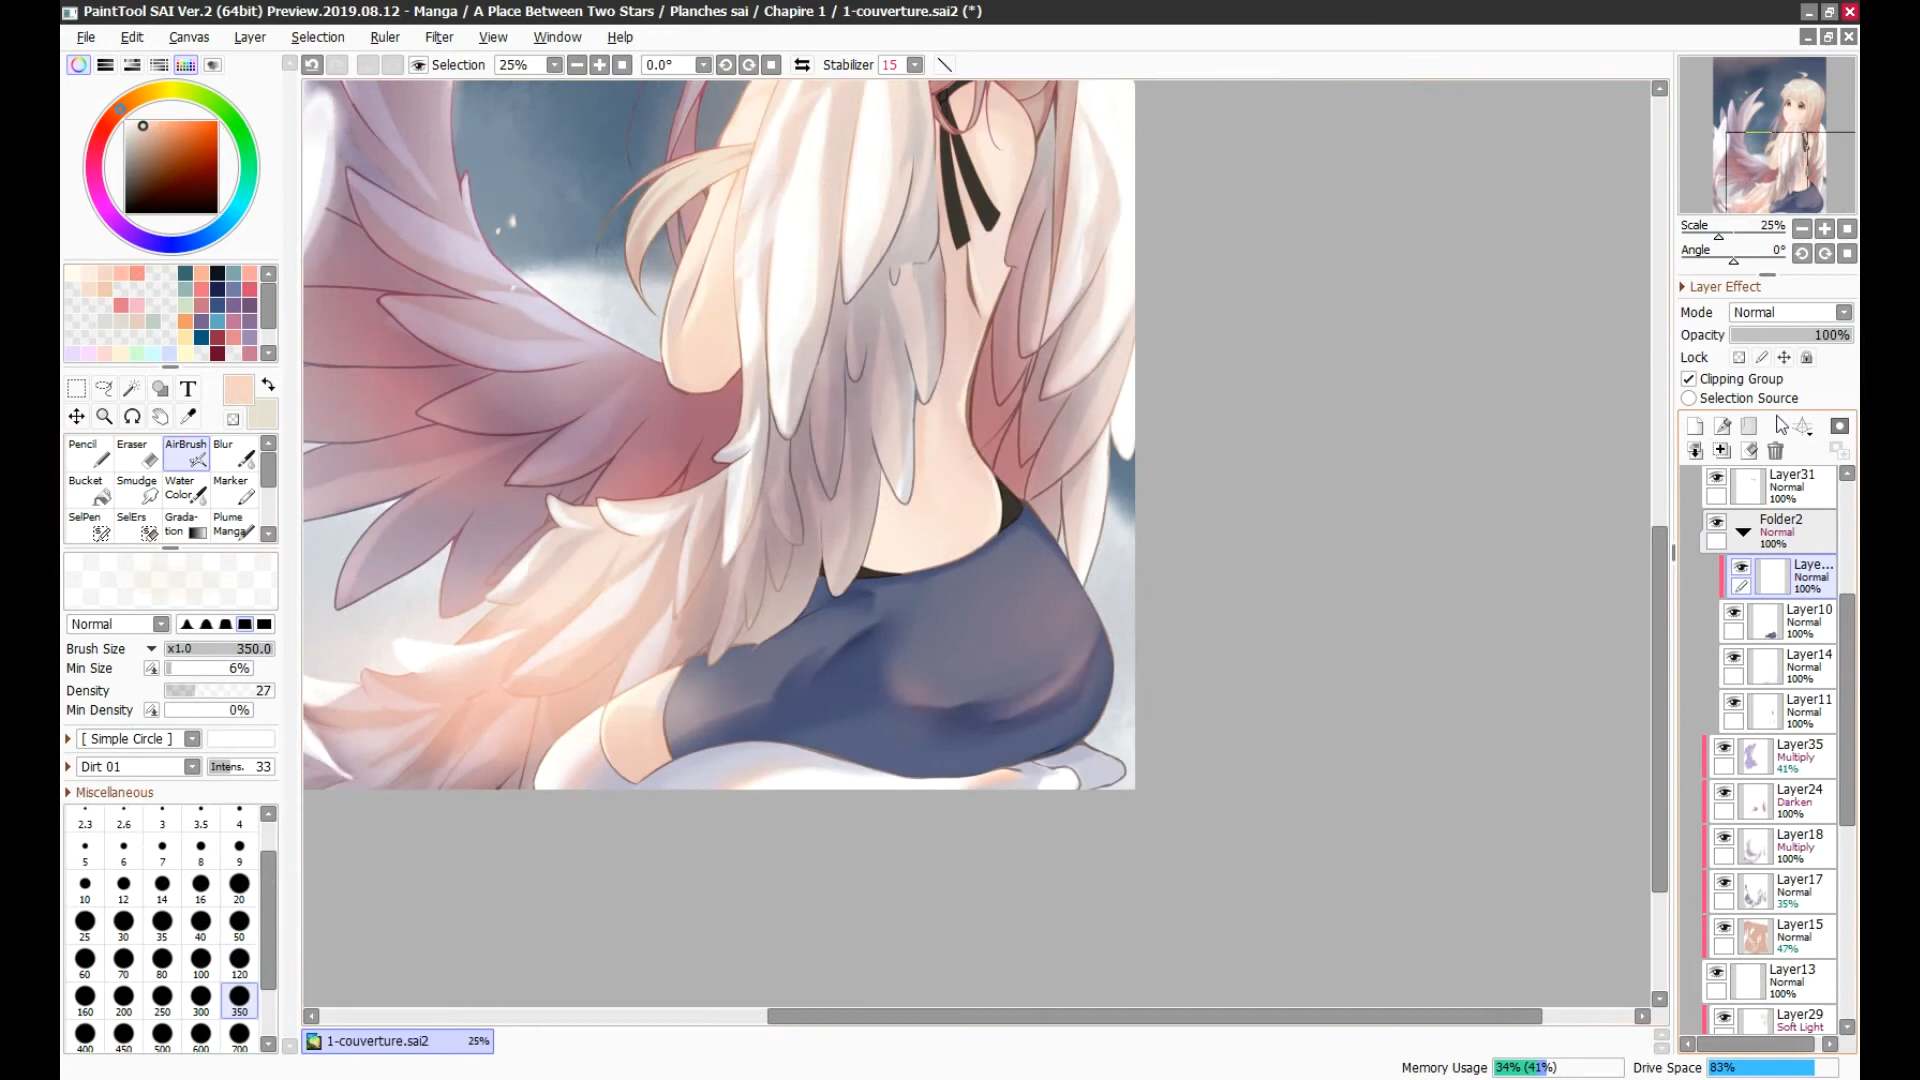 PaintTool SAI Ver.2 (64bit) Preview.2019.08.12 - Manga / A Place Between Two Stars / Planches sai / Chapire 1 / 1-couverture.sai2 (*)
File Edit Canvas Layer Selection Ruler Filter View Window Help
Selection 25% 0.0° Stabilizer 15
Scale 25%
Angle 0°
Layer Effect
Mode Normal
Opacity 100%
Lock
Clipping Group
Selection Source
T
Pencil Eraser AirBrush Blur
Bucket Smudge Water Color Marker
SelPen SelErs Grada-tion Plume Manga
Normal
Brush Size x1.0 350.0
Min Size 6%
Density 27
Min Density 0%
[ Simple Circle ]
Dirt 01 Intens. 33
Miscellaneous
2.3 2.6 3 3.5 4
5 6 7 8 9
10 12 14 16 20
25 30 35 40 50
60 70 80 100 120
160 200 250 300 350
400 450 500 600 700
Layer31
Normal
100%
Folder2
Normal
100%
Laye...
Normal
100%
Layer10
Normal
100%
Layer14
Normal
100%
Layer11
Normal
100%
Layer35
Multiply
41%
Layer24
Darken
100%
Layer18
Multiply
100%
Layer17
Normal
35%
Layer15
Normal
47%
Layer13
Normal
100%
Layer29
Soft Light
1-couverture.sai2 25%
Memory Usage 34% (41%) Drive Space 83%